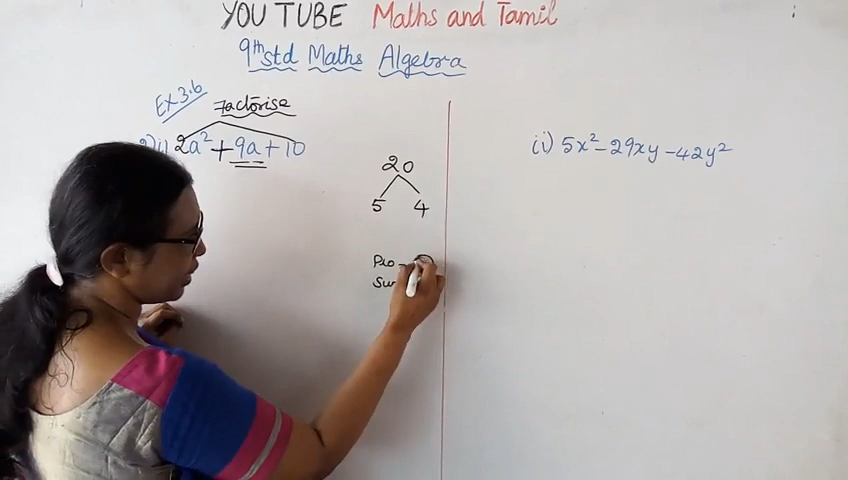 YOU TUBE Maths and Tamil
9th std Maths Algebra
EX 3.6
Factorise
i) 2a² + 9a + 10
20
5 4
Pro -
(ii) 5x² - 29xy - 42y²